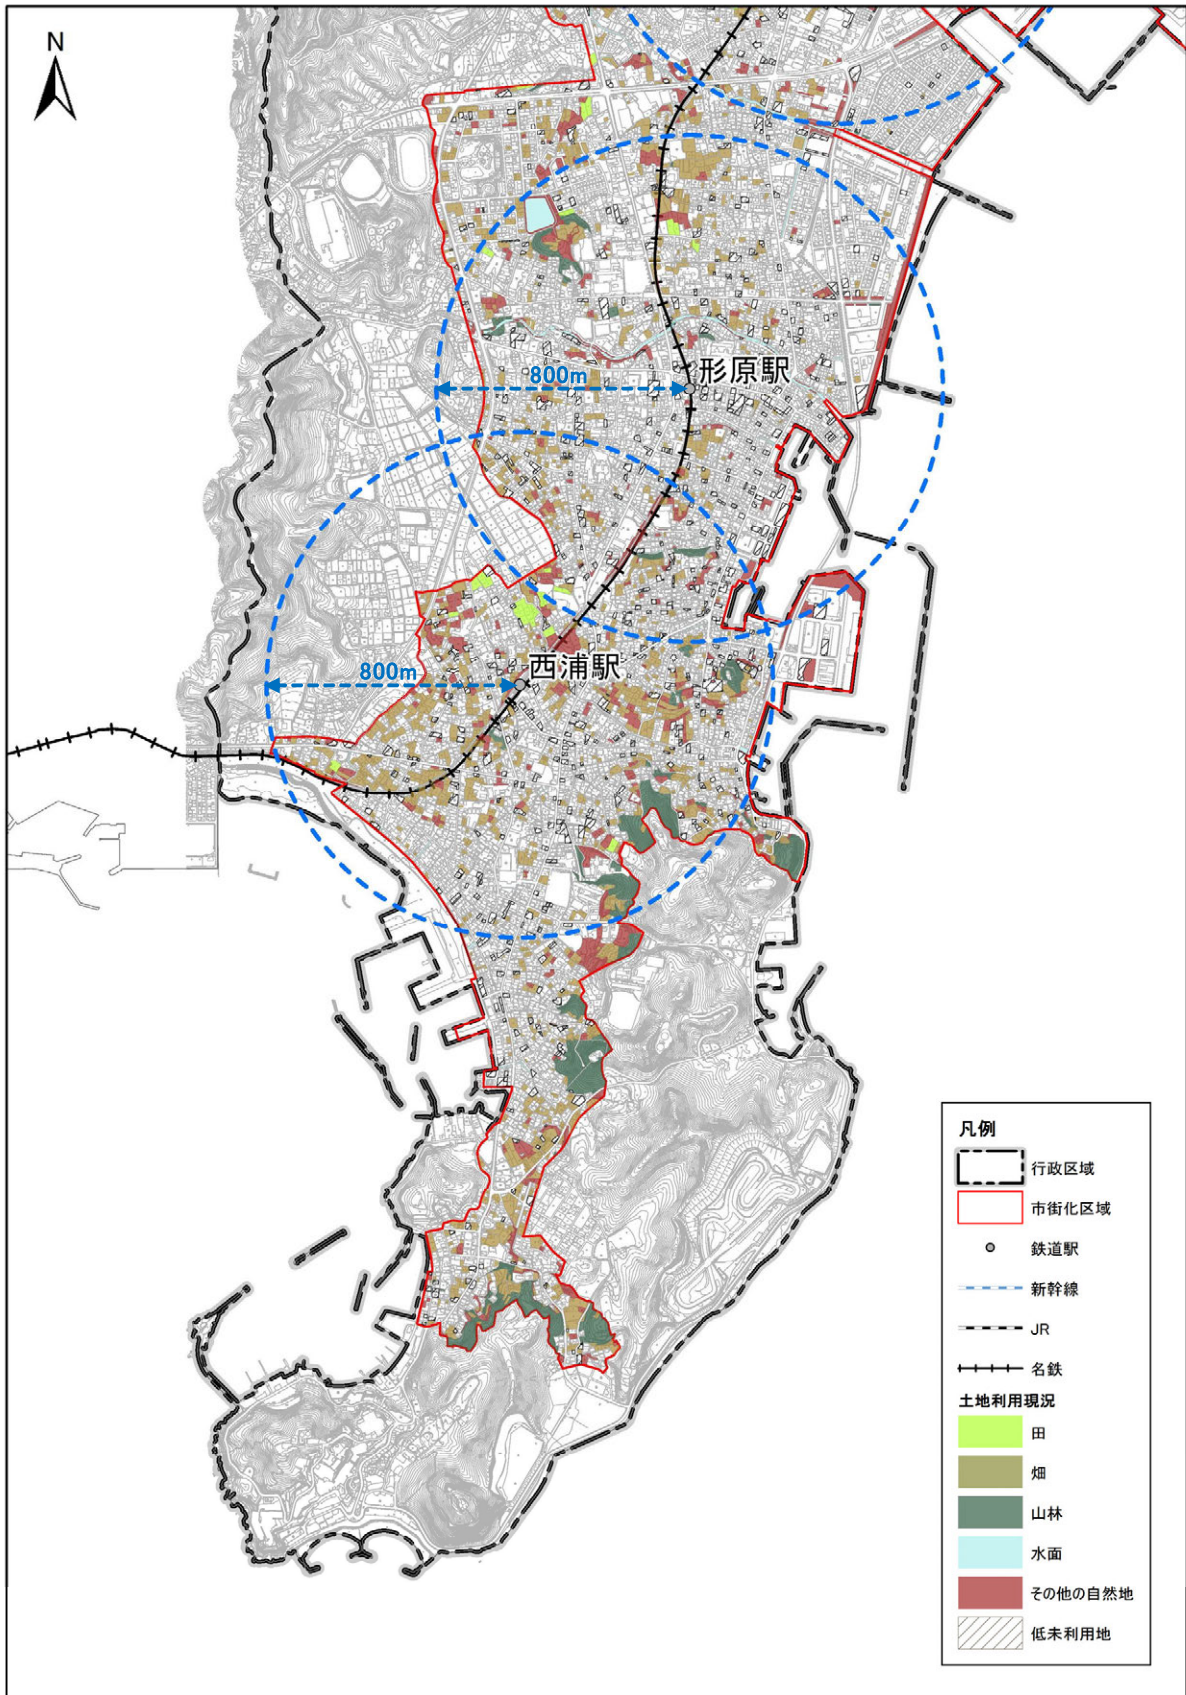 N
形原駅
800m
西浦駅
800m
凡例
行政区域
市街化区域
鉄道駅
新幹線
JR
名鉄
土地利用現況
田
畑
山林
水面
その他の自然地
低未利用地